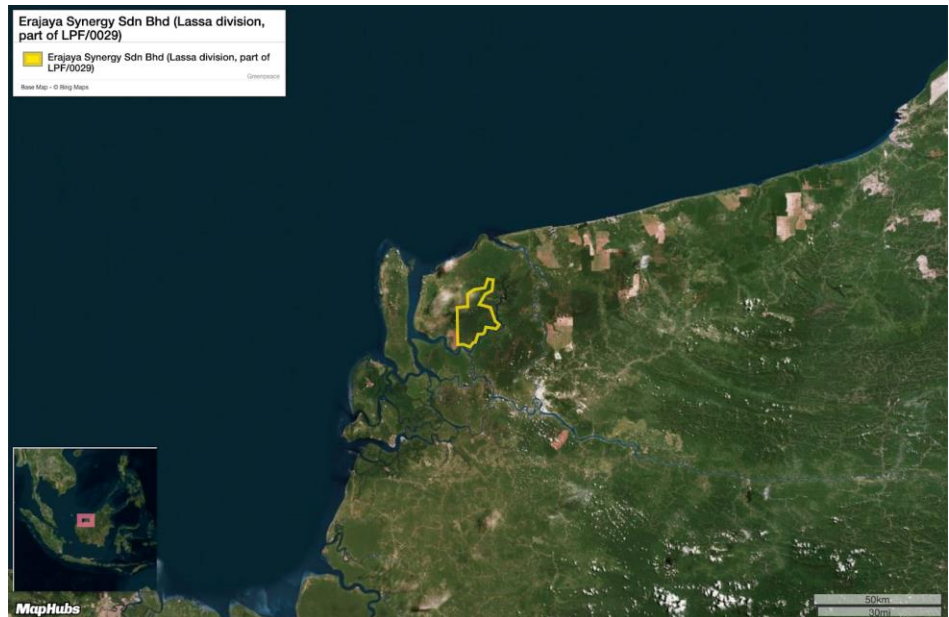 Erajaya Synergy Sdn Bhd (Lassa division,
part of LPF/0029)
Erajaya Synergy Sdn Bhd (Lassa division, part of
LPF/0029)
Greenpeace
Base Map - © Bing Maps
MapHubs
50km
30mi